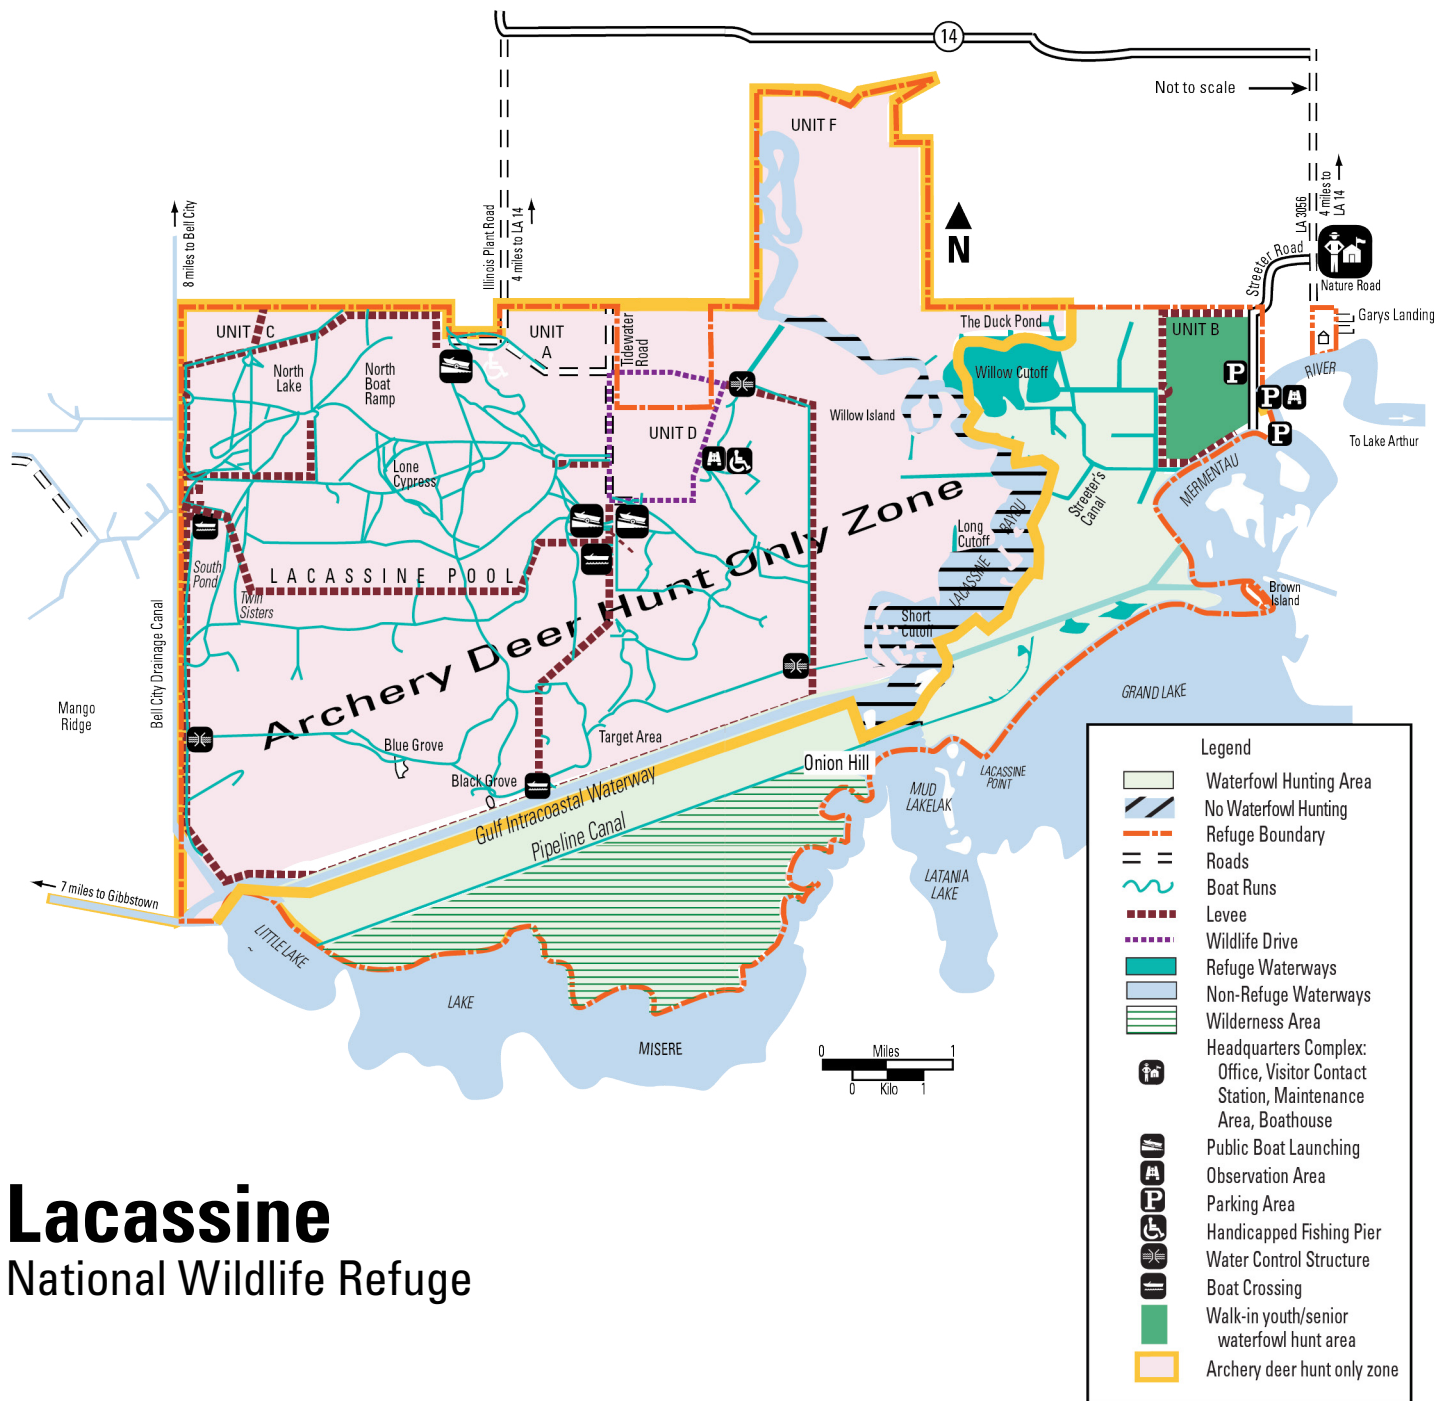 14
Not to scale
UNIT F
8 miles to Bell City
Illinois Plant Road
4 miles to LA 14
N
LA 3056
4 miles to
LA 14
Streeter Road
Nature Road
Garys Landing
UNIT C
UNIT
A
Tidewater
Road
The Duck Pond
UNIT B
North
Lake
North
Boat
Ramp
Willow Cutoff
RIVER
Willow Island
UNIT D
To Lake Arthur
Lone
Cypress
MERMENTAU
Streeter's
Canal
Archery Deer Hunt Only Zone
Long
Cutoff
BAYOU
LACASSINE
South
Pond
LACASSINE POOL
Twin
Sisters
Brown
Island
Short
Cutoff
Bell City Drainage Canal
Mango
Ridge
GRAND LAKE
Blue Grove
Target Area
Black Grove
Onion Hill
Gulf Intracoastal Waterway
Pipeline Canal
MUD
LAKELAK
LACASSINE
POINT
7 miles to Gibbstown
LATANIA
LAKE
LITTLE LAKE
~
LAKE
MISERE
0 Miles 1
0 Kilo 1
Legend
Waterfowl Hunting Area
No Waterfowl Hunting
Refuge Boundary
Roads
Boat Runs
Levee
Wildlife Drive
Refuge Waterways
Non-Refuge Waterways
Wilderness Area
Headquarters Complex:
Office, Visitor Contact
Station, Maintenance
Area, Boathouse
Public Boat Launching
Observation Area
P Parking Area
Handicapped Fishing Pier
Water Control Structure
Boat Crossing
Walk-in youth/senior
waterfowl hunt area
Archery deer hunt only zone
P
P
P
Lacassine
National Wildlife Refuge